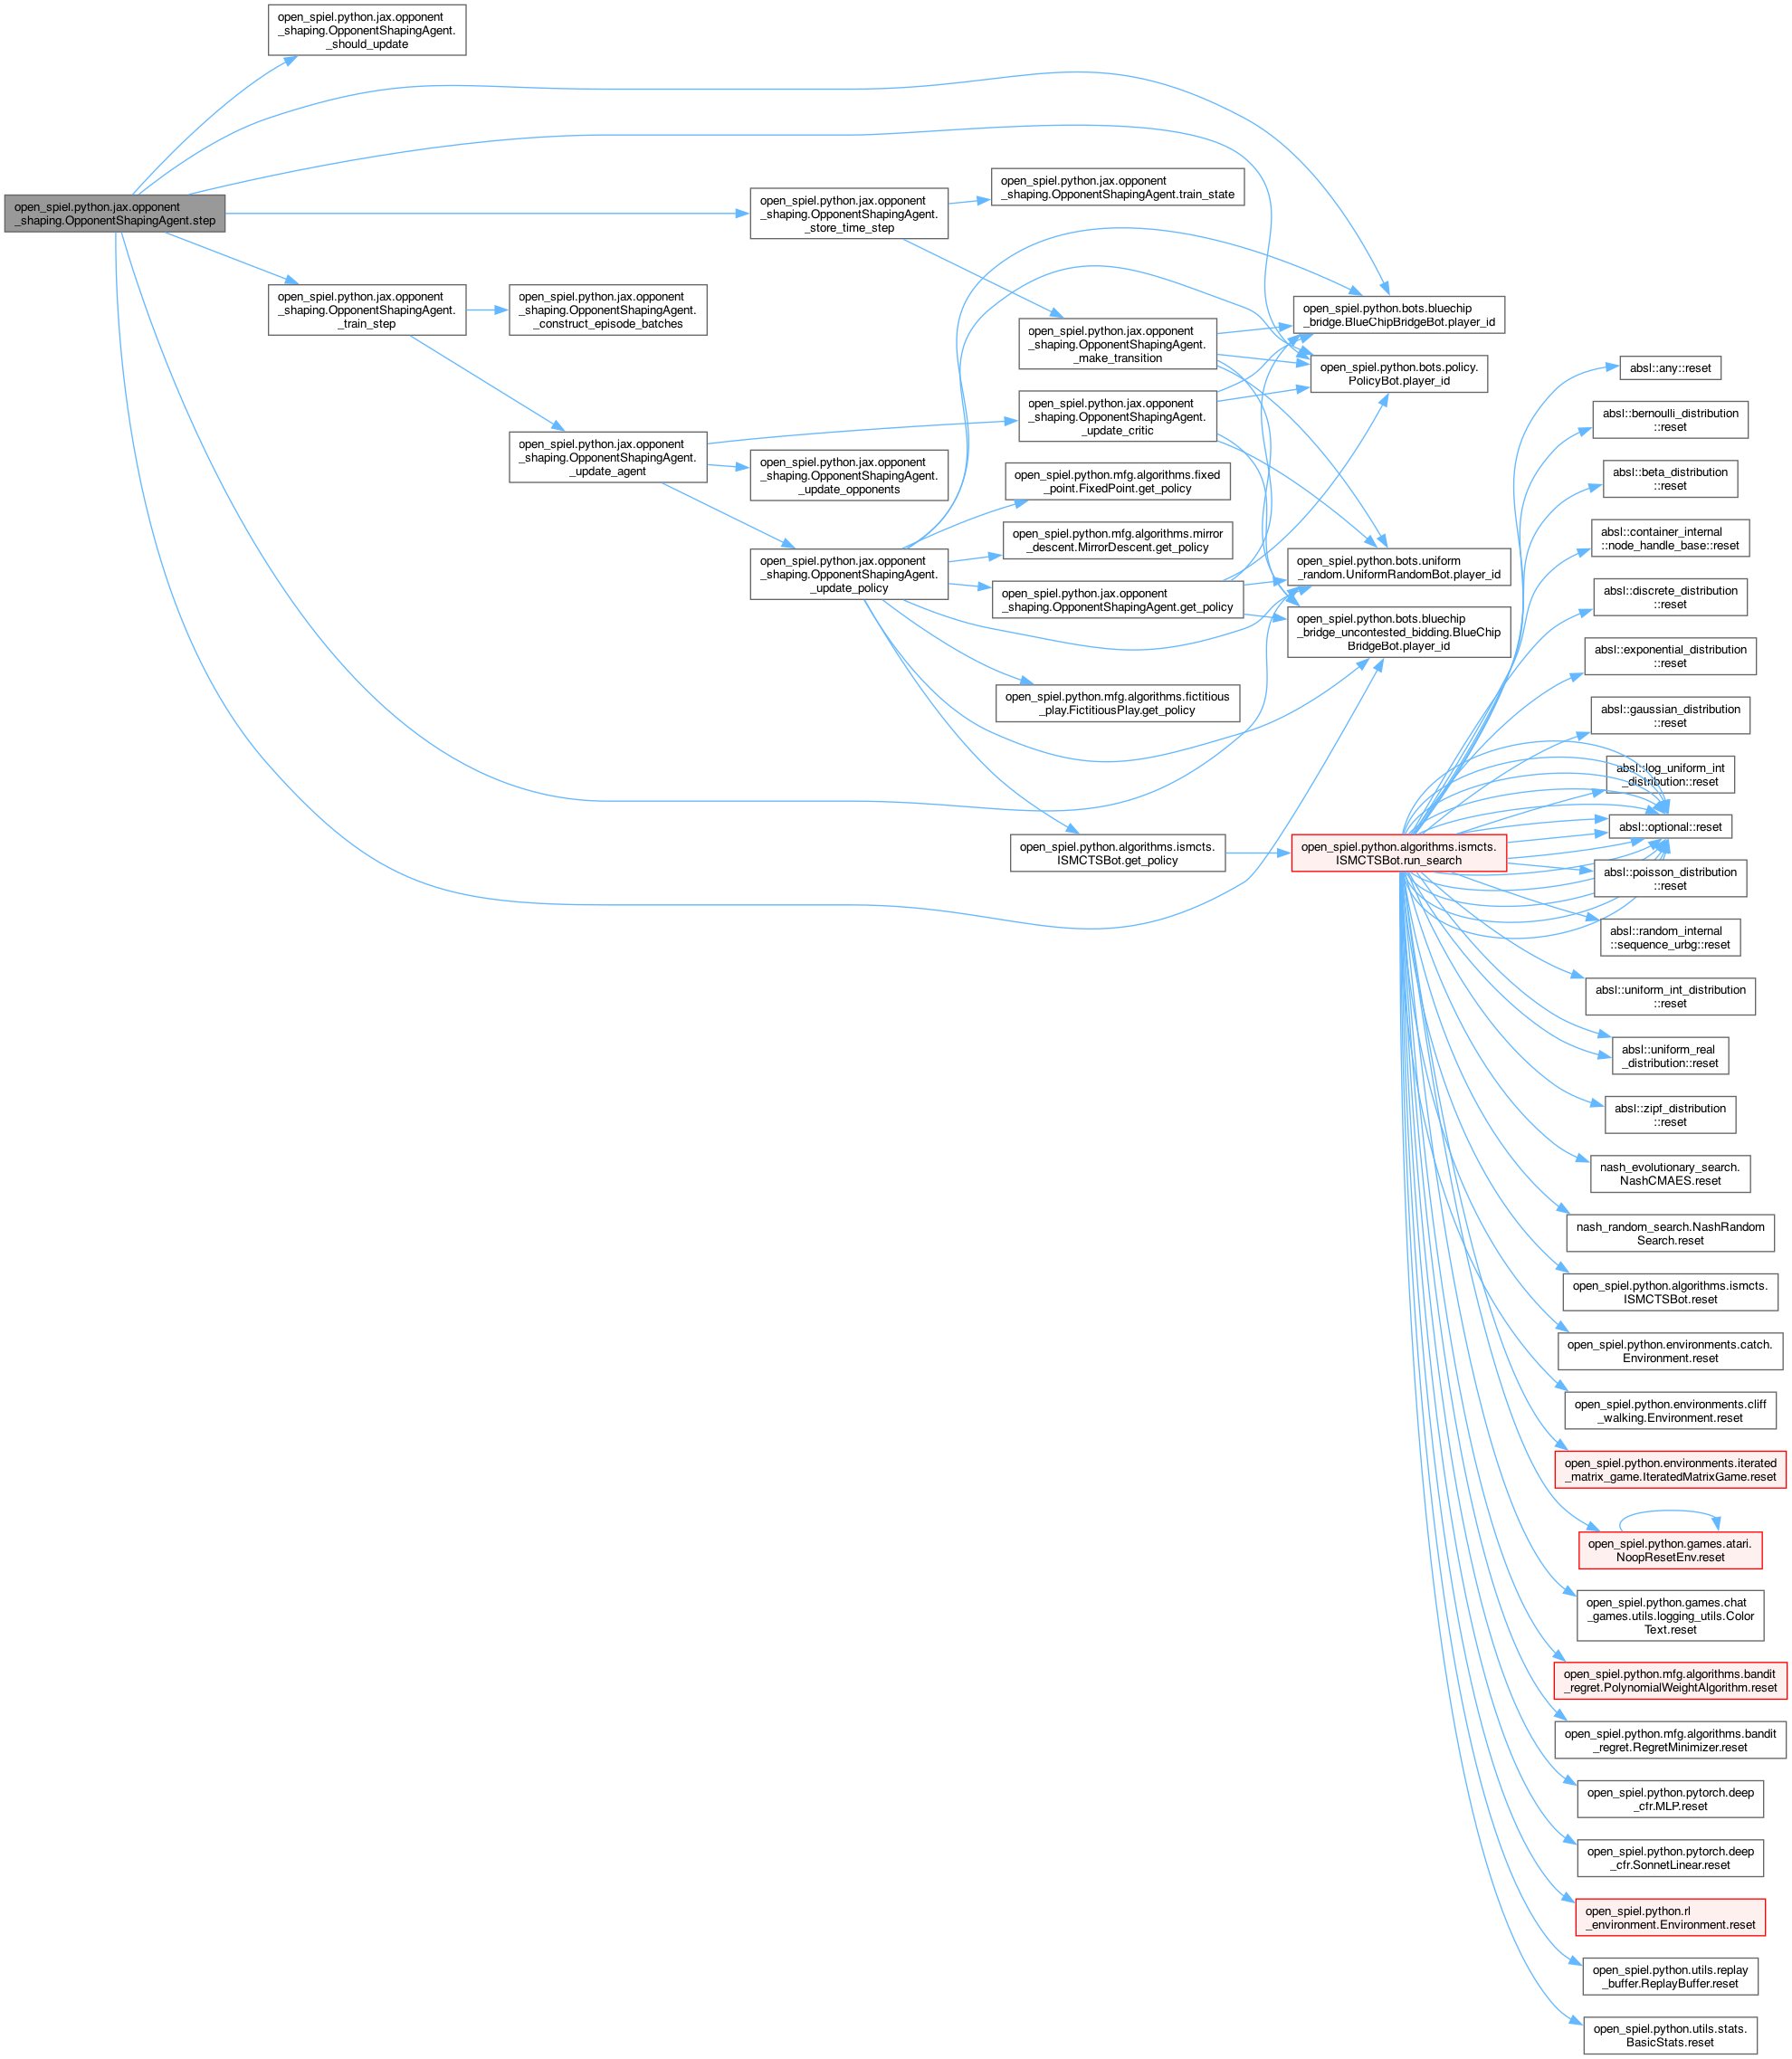 open_spiel.python.jax.opponent
_shaping.OpponentShapingAgent.step
open_spiel.python.jax.opponent
_shaping.OpponentShapingAgent.
_should_update
open_spiel.python.jax.opponent
_shaping.OpponentShapingAgent.
_train_step
open_spiel.python.jax.opponent
_shaping.OpponentShapingAgent.
_construct_episode_batches
open_spiel.python.jax.opponent
_shaping.OpponentShapingAgent.
_update_agent
open_spiel.python.jax.opponent
_shaping.OpponentShapingAgent.
_store_time_step
open_spiel.python.jax.opponent
_shaping.OpponentShapingAgent.
_update_opponents
open_spiel.python.jax.opponent
_shaping.OpponentShapingAgent.
_update_policy
open_spiel.python.jax.opponent
_shaping.OpponentShapingAgent.train_state
open_spiel.python.jax.opponent
_shaping.OpponentShapingAgent.
_make_transition
open_spiel.python.jax.opponent
_shaping.OpponentShapingAgent.
_update_critic
open_spiel.python.mfg.algorithms.fixed
_point.FixedPoint.get_policy
open_spiel.python.mfg.algorithms.mirror
_descent.MirrorDescent.get_policy
open_spiel.python.jax.opponent
_shaping.OpponentShapingAgent.get_policy
open_spiel.python.mfg.algorithms.fictitious
_play.FictitiousPlay.get_policy
open_spiel.python.algorithms.ismcts.
ISMCTSBot.get_policy
open_spiel.python.bots.bluechip
_bridge.BlueChipBridgeBot.player_id
open_spiel.python.bots.policy.
PolicyBot.player_id
open_spiel.python.bots.uniform
_random.UniformRandomBot.player_id
open_spiel.python.bots.bluechip
_bridge_uncontested_bidding.BlueChip
BridgeBot.player_id
open_spiel.python.algorithms.ismcts.
ISMCTSBot.run_search
absl::any::reset
absl::bernoulli_distribution
::reset
absl::beta_distribution
::reset
absl::container_internal
::node_handle_base::reset
absl::discrete_distribution
::reset
absl::exponential_distribution
::reset
absl::gaussian_distribution
::reset
absl::log_uniform_int
_distribution::reset
absl::optional::reset
absl::poisson_distribution
::reset
absl::random_internal
::sequence_urbg::reset
absl::uniform_int_distribution
::reset
absl::uniform_real
_distribution::reset
absl::zipf_distribution
::reset
nash_evolutionary_search.
NashCMAES.reset
nash_random_search.NashRandom
Search.reset
open_spiel.python.algorithms.ismcts.
ISMCTSBot.reset
open_spiel.python.environments.catch.
Environment.reset
open_spiel.python.environments.cliff
_walking.Environment.reset
open_spiel.python.environments.iterated
_matrix_game.IteratedMatrixGame.reset
open_spiel.python.games.atari.
NoopResetEnv.reset
open_spiel.python.games.chat
_games.utils.logging_utils.Color
Text.reset
open_spiel.python.mfg.algorithms.bandit
_regret.PolynomialWeightAlgorithm.reset
open_spiel.python.mfg.algorithms.bandit
_regret.RegretMinimizer.reset
open_spiel.python.pytorch.deep
_cfr.MLP.reset
open_spiel.python.pytorch.deep
_cfr.SonnetLinear.reset
open_spiel.python.rl
_environment.Environment.reset
open_spiel.python.utils.replay
_buffer.ReplayBuffer.reset
open_spiel.python.utils.stats.
BasicStats.reset